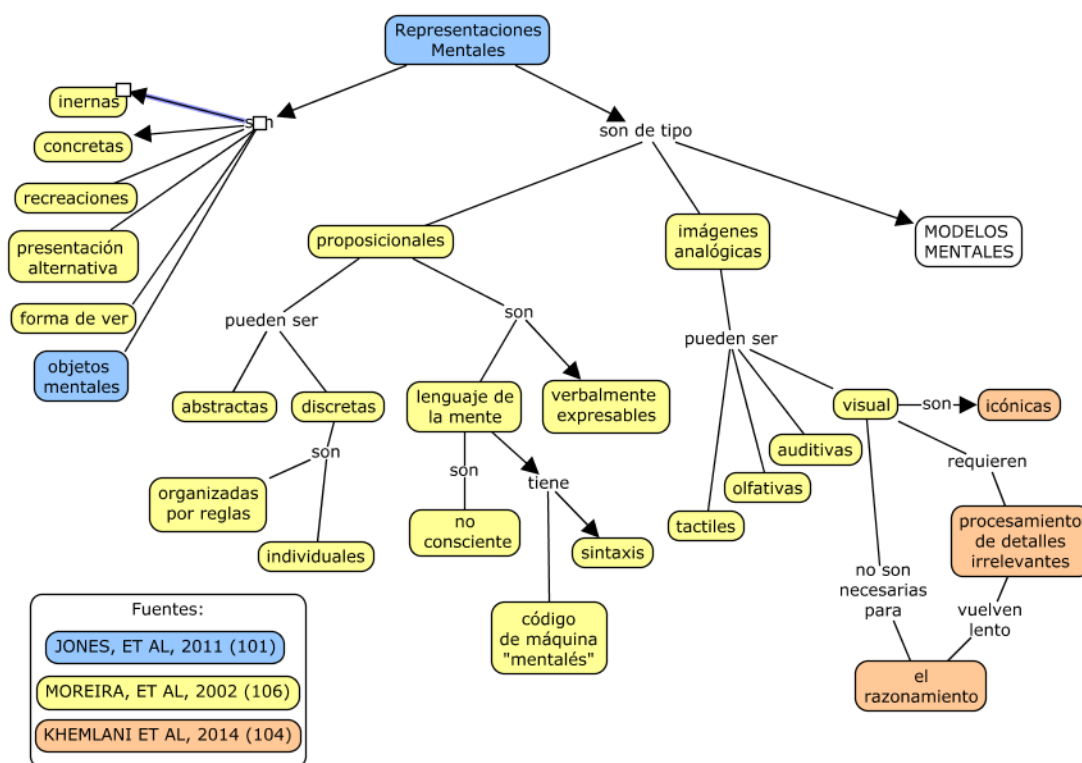 Representaciones
Mentales
inernas
concretas
recreaciones
presentación
alternativa
forma de ver
objetos
mentales
son de tipo
proposicionales
imágenes
analógicas
MODELOS
MENTALES
pueden ser
abstractas
discretas
son
organizadas
por reglas
individuales
son
lenguaje de
la mente
verbalmente
expresables
son
no
consciente
tiene
sintaxis
código
de máquina
"mentalés"
pueden ser
tactiles
olfativas
auditivas
visual
son
icónicas
requieren
procesamiento
de detalles
irrelevantes
no son
necesarias
para
vuelven
lento
el
razonamiento
Fuentes:
JONES, ET AL, 2011 (101)
MOREIRA, ET AL, 2002 (106)
KHEMLANI ET AL, 2014 (104)